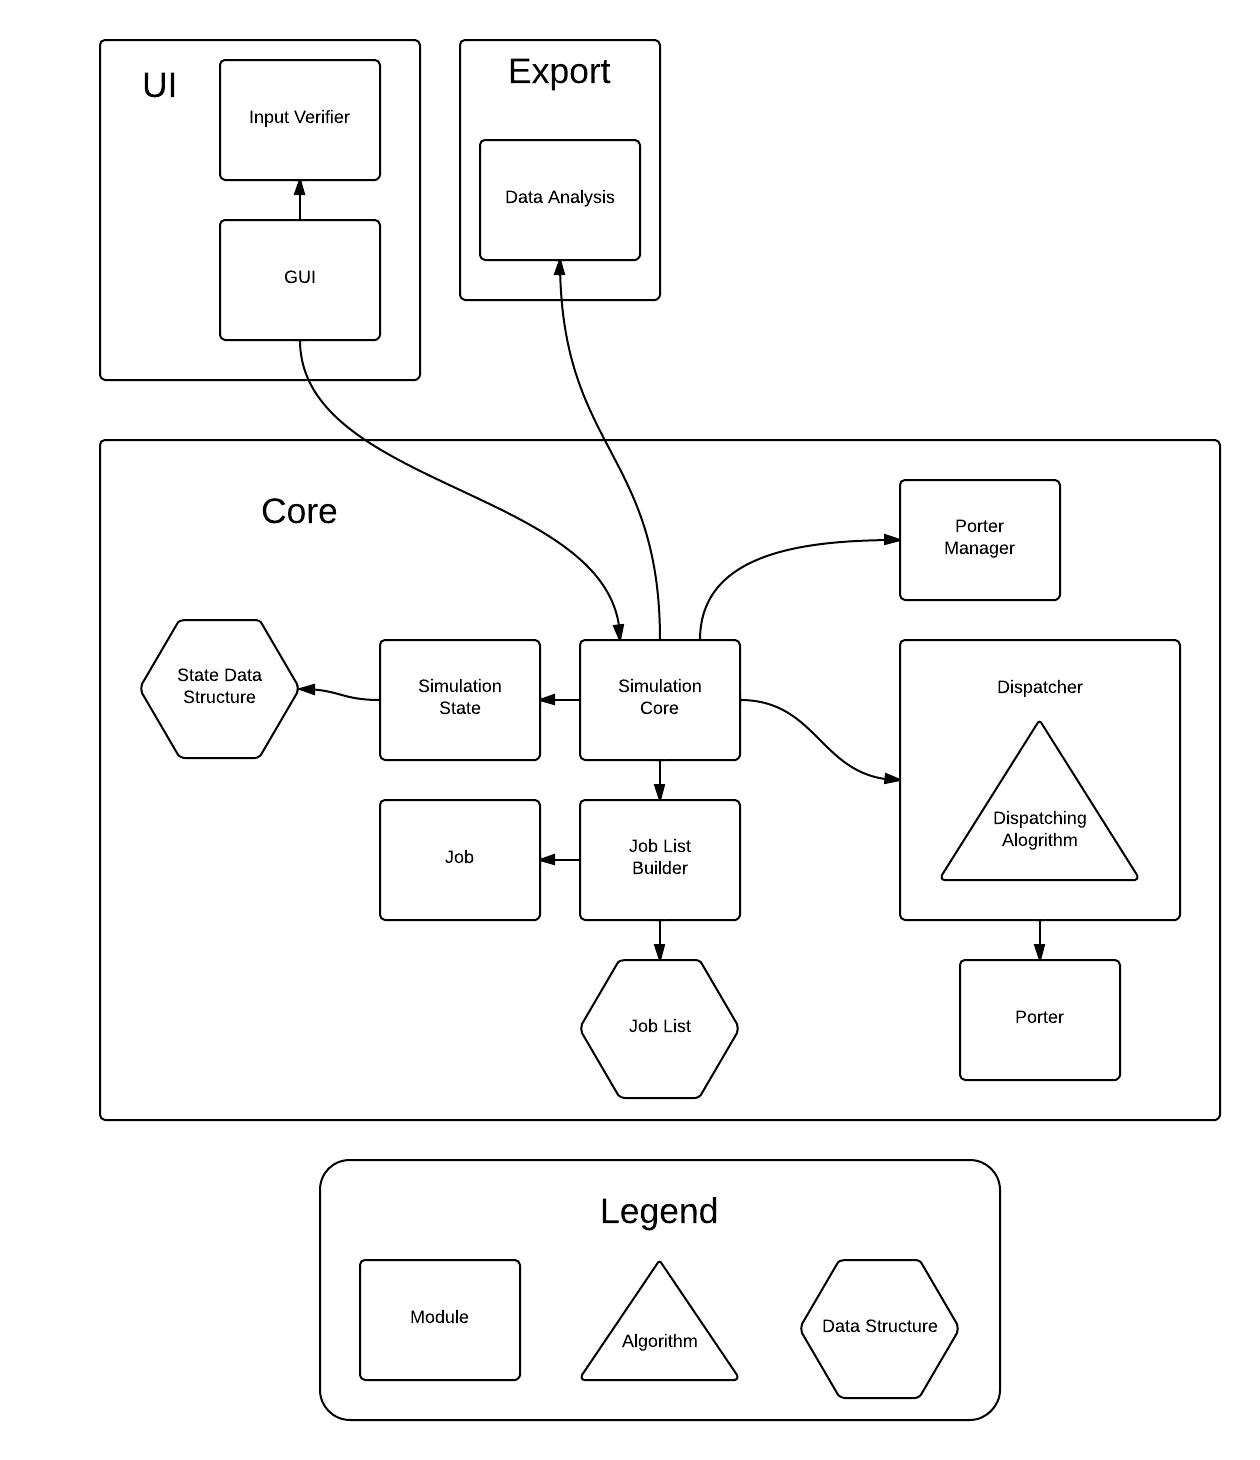 UI
Input Verifier
GUI
Export
Data Analysis
Core
Porter
Manager
State Data
Structure
Simulation
State
Simulation
Core
Dispatcher
Dispatching
Alogrithm
Job
Job List
Builder
Job List
Porter
Legend
Module
Algorithm
Data Structure